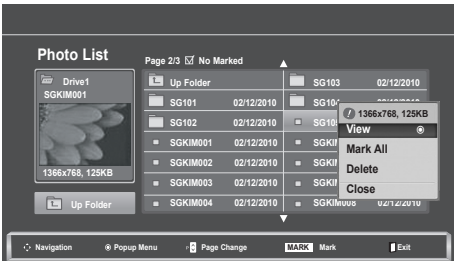 Photo List
Page 2/3 ☑ No Marked
Drive1
SGKIM001
1366x768, 125KB
Up Folder
Up Folder
SG101 02/12/2010
SG102 02/12/2010
SGKIM001 02/12/2010
SGKIM002 02/12/2010
SGKIM003 02/12/2010
SGKIM004 02/12/2010
SG103 02/12/2010
SG104
SGKIM008 02/12/2010
1366x768, 125KB
View
Mark All
Delete
Close
Navigation
Popup Menu
P Page Change
MARK Mark
Exit